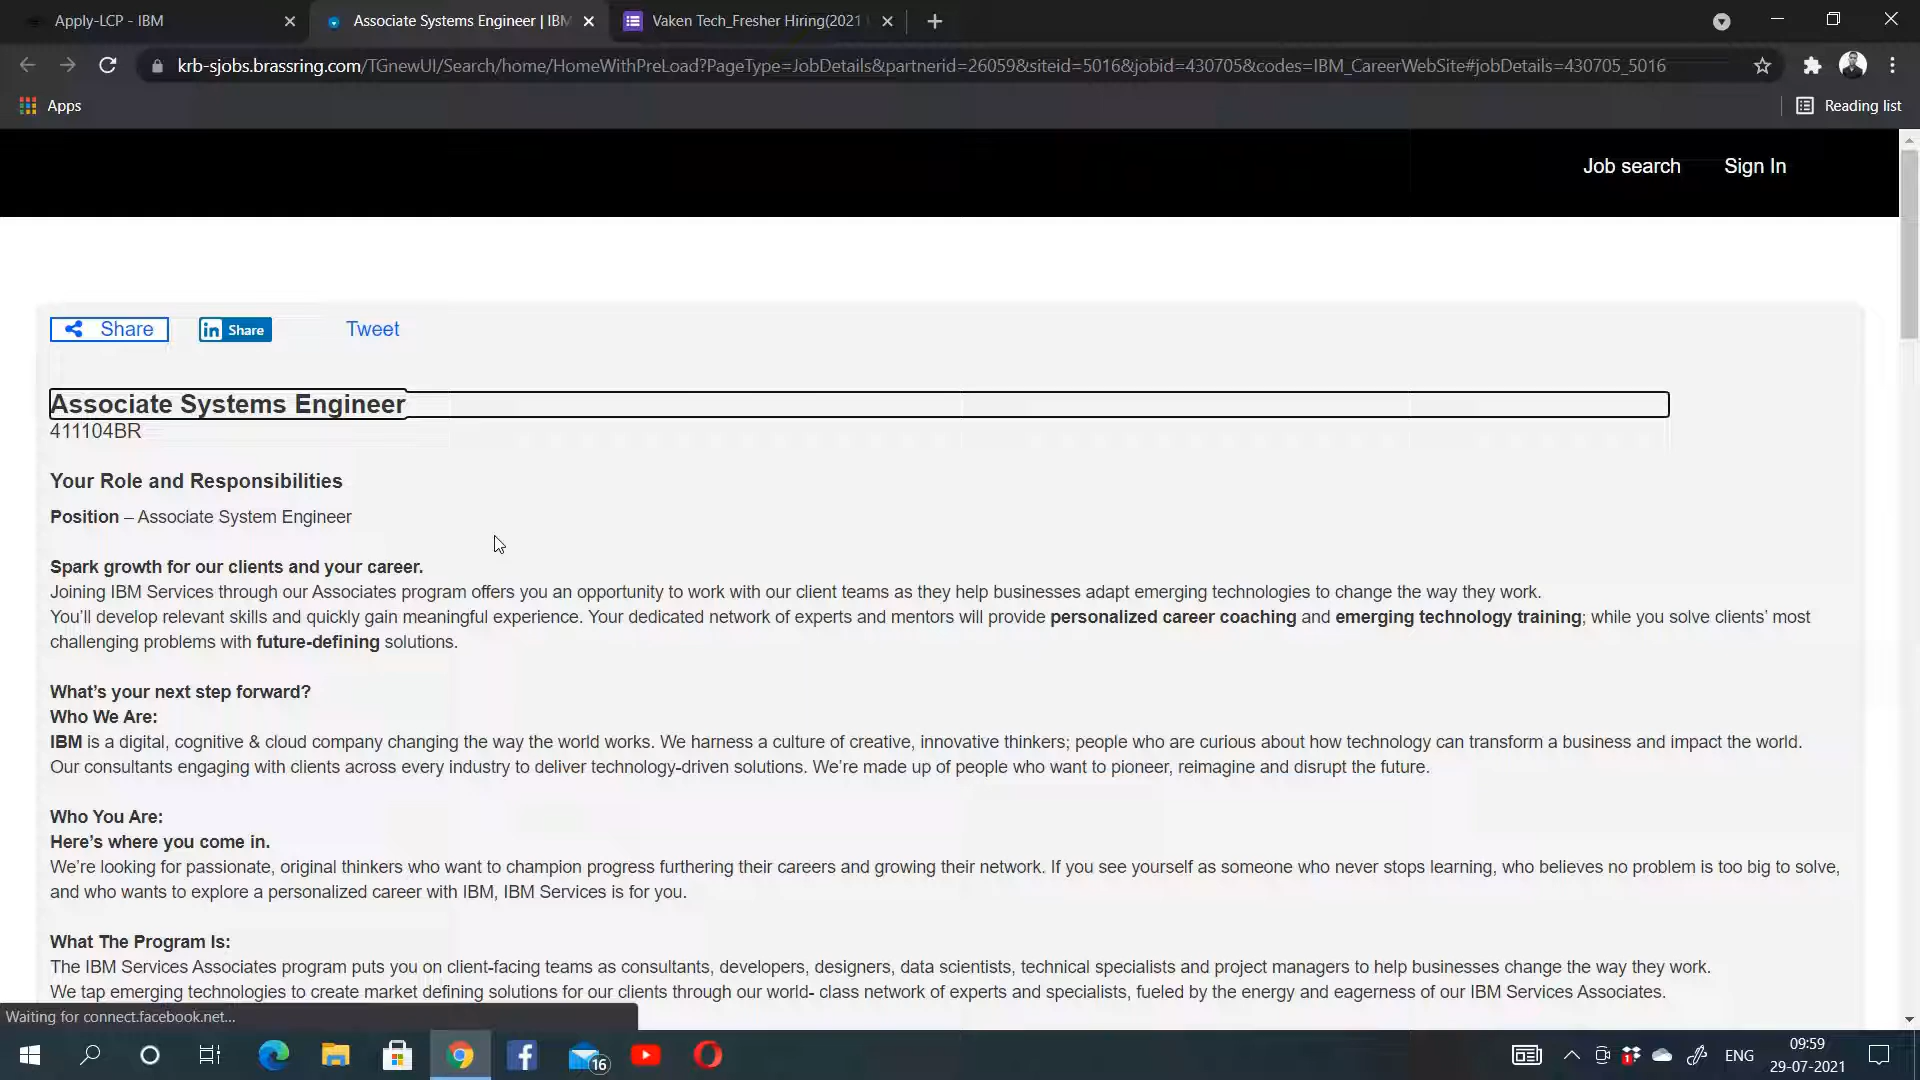 Apply-LCP - IBM
Associate Systems Engineer | IBM
Vaken Tech_Fresher Hiring(2021
krb-sjobs.brassring.com/TGnewUI/Search/home/HomeWithPreLoad?PageType=JobDetails&partnerid=26059&siteid=5016&jobid=430705&codes=IBM_CareerWebSite#jobDetails=430705_5016
Apps
Reading list
Job search
Sign In
Share
in Share
Tweet
Associate Systems Engineer
411104BR
Your Role and Responsibilities
Position – Associate System Engineer
Spark growth for our clients and your career.
Joining IBM Services through our Associates program offers you an opportunity to work with our client teams as they help businesses adapt emerging technologies to change the way they work.
You’ll develop relevant skills and quickly gain meaningful experience. Your dedicated network of experts and mentors will provide personalized career coaching and emerging technology training; while you solve clients’ most
challenging problems with future-defining solutions.
What’s your next step forward?
Who We Are:
IBM is a digital, cognitive & cloud company changing the way the world works. We harness a culture of creative, innovative thinkers; people who are curious about how technology can transform a business and impact the world.
Our consultants engaging with clients across every industry to deliver technology-driven solutions. We’re made up of people who want to pioneer, reimagine and disrupt the future.
Who You Are:
Here’s where you come in.
We’re looking for passionate, original thinkers who want to champion progress furthering their careers and growing their network. If you see yourself as someone who never stops learning, who believes no problem is too big to solve,
and who wants to explore a personalized career with IBM, IBM Services is for you.
What The Program Is:
The IBM Services Associates program puts you on client-facing teams as consultants, developers, designers, data scientists, technical specialists and project managers to help businesses change the way they work.
We tap emerging technologies to create market defining solutions for our clients through our world- class network of experts and specialists, fueled by the energy and eagerness of our IBM Services Associates.
Waiting for connect.facebook.net...
16
1
ENG
09:59
29-07-2021